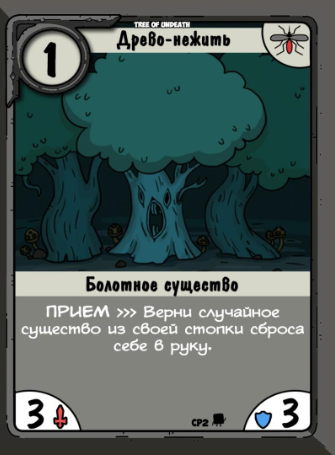 TREE OF UNDEATH
1
Древо-нежить
Болотное существо
ПРИЕМ >>> Верни случайное
существо из своей стопки сброса
себе в руку.
3
CP2
3